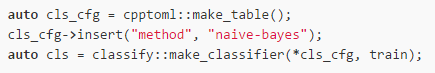 auto cls_cfg = cpptoml::make_table();
cls_cfg->insert("method", "naive-bayes");
auto cls = classify::make_classifier(*cls_cfg, train);